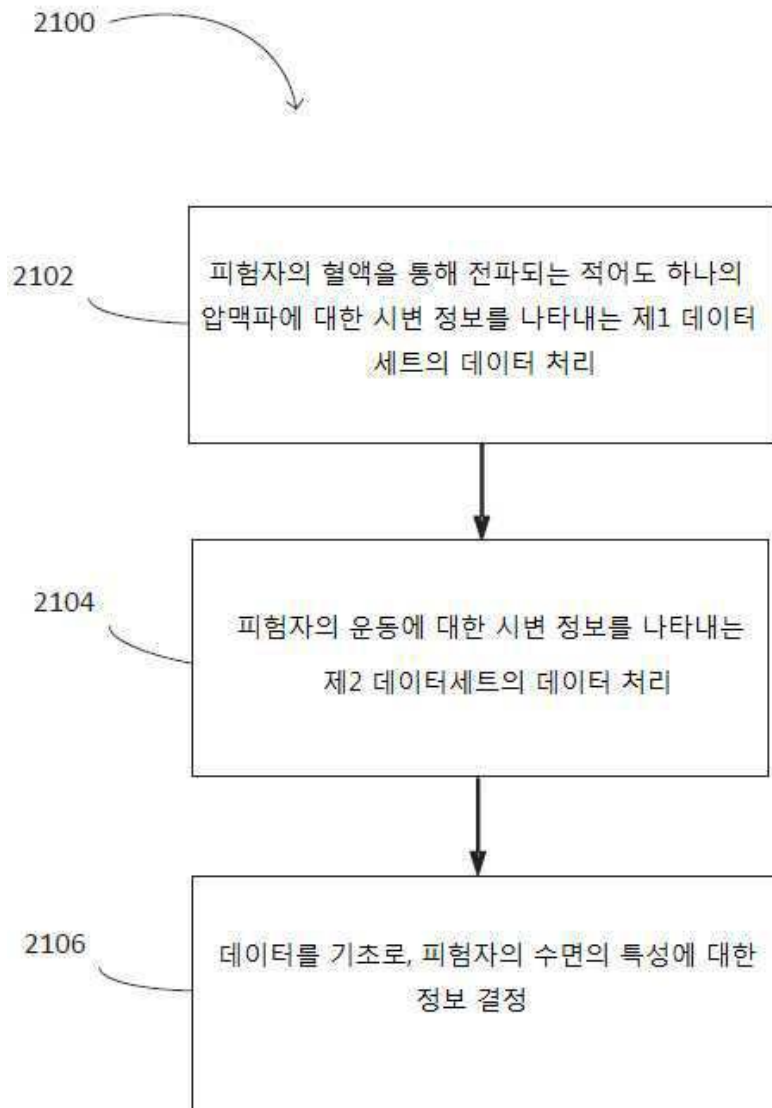 2100
2102
피험자의 혈액을 통해 전파되는 적어도 하나의
압맥파에 대한 시변 정보를 나타내는 제1 데이터
세트의 데이터 처리
2104
피험자의 운동에 대한 시변 정보를 나타내는
제2 데이터세트의 데이터 처리
2106
데이터를 기초로, 피험자의 수면의 특성에 대한
정보 결정